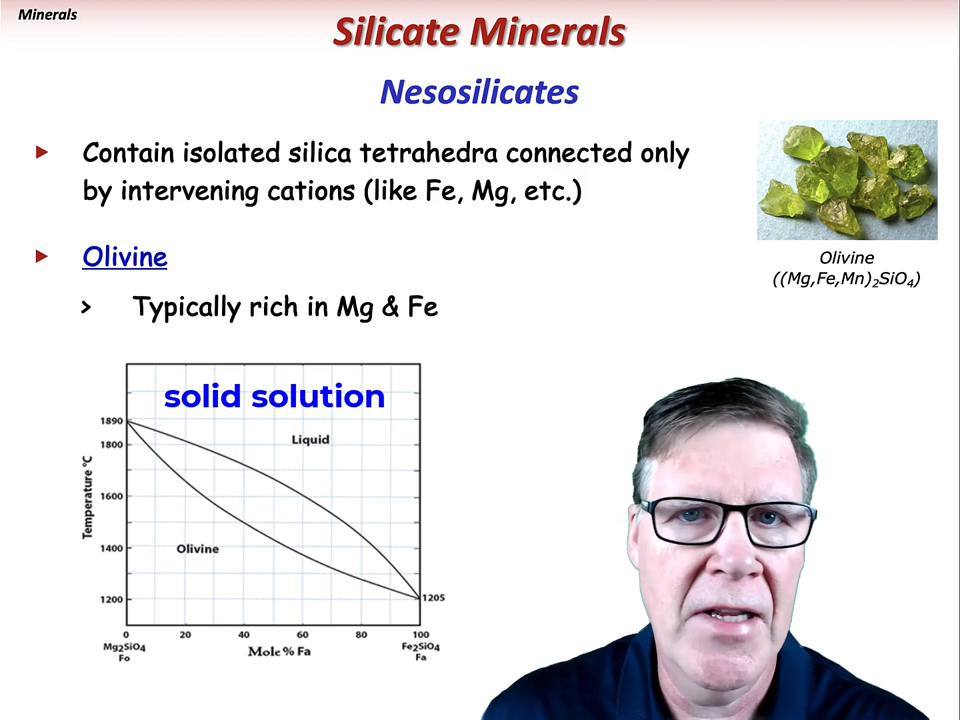 Minerals
Silicate Minerals
Nesosilicates
Contain isolated silica tetrahedra connected only
by intervening cations (like Fe, Mg, etc.)
Olivine
> Typically rich in Mg & Fe
Olivine
((Mg,Fe,Mn)₂SiO₄)
solid solution
Liquid
Olivine
Temperature °C
1890
1800
1600
1400
1200
1205
0 20 40 60 80 100
Mg2SiO4 Fe2SiO4
Fo Mole % Fa Fa